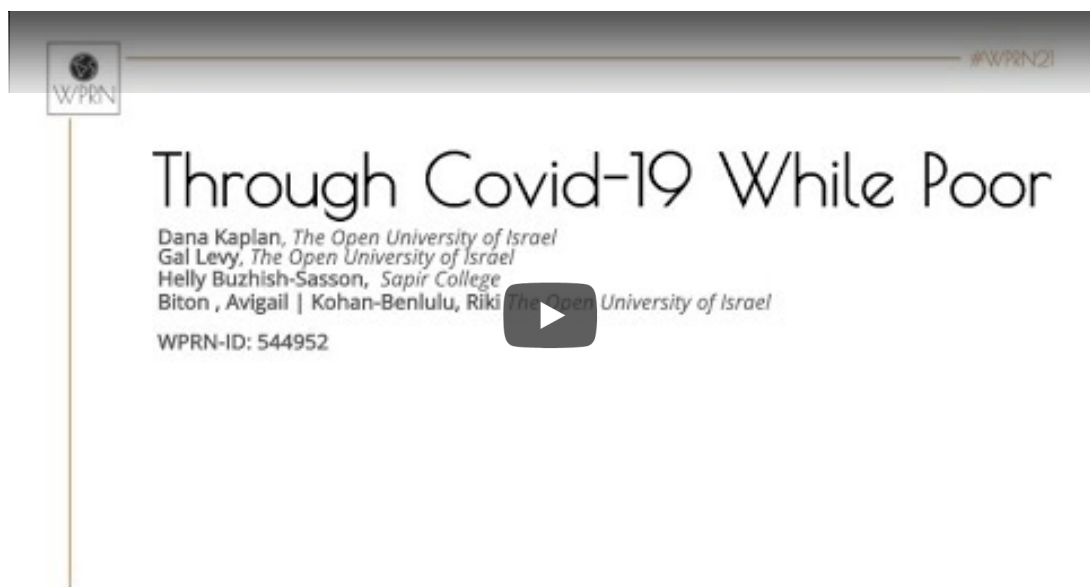 #WPRN21
WPRN
Through Covid-19 While Poor
Dana Kaplan, The Open University of Israel
Gal Levy, The Open University of Israel
Helly Buzhish-Sasson, Sapir College
Biton , Avigail | Kohan-Benlulu, Riki The Open University of Israel
WPRN-ID: 544952